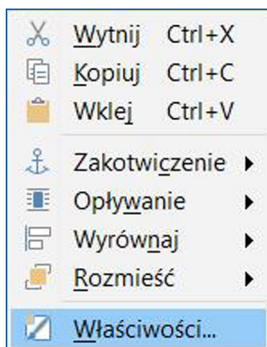 Wytnij Ctrl+X
Kopiuj Ctrl+C
Wklej Ctrl+V
Zakotwiczenie
Opływanie
Wyrównaj
Rozmieść
Właściwości...